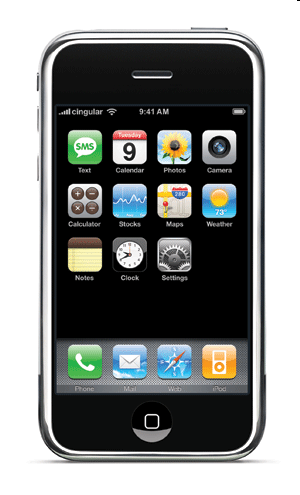 cingular 9:41 AM
SMS Tuesday 9 280 73°
Text Calendar Photos Camera
Calculator Stocks Maps Weather
Notes Clock Settings
Phone Mail Web iPod